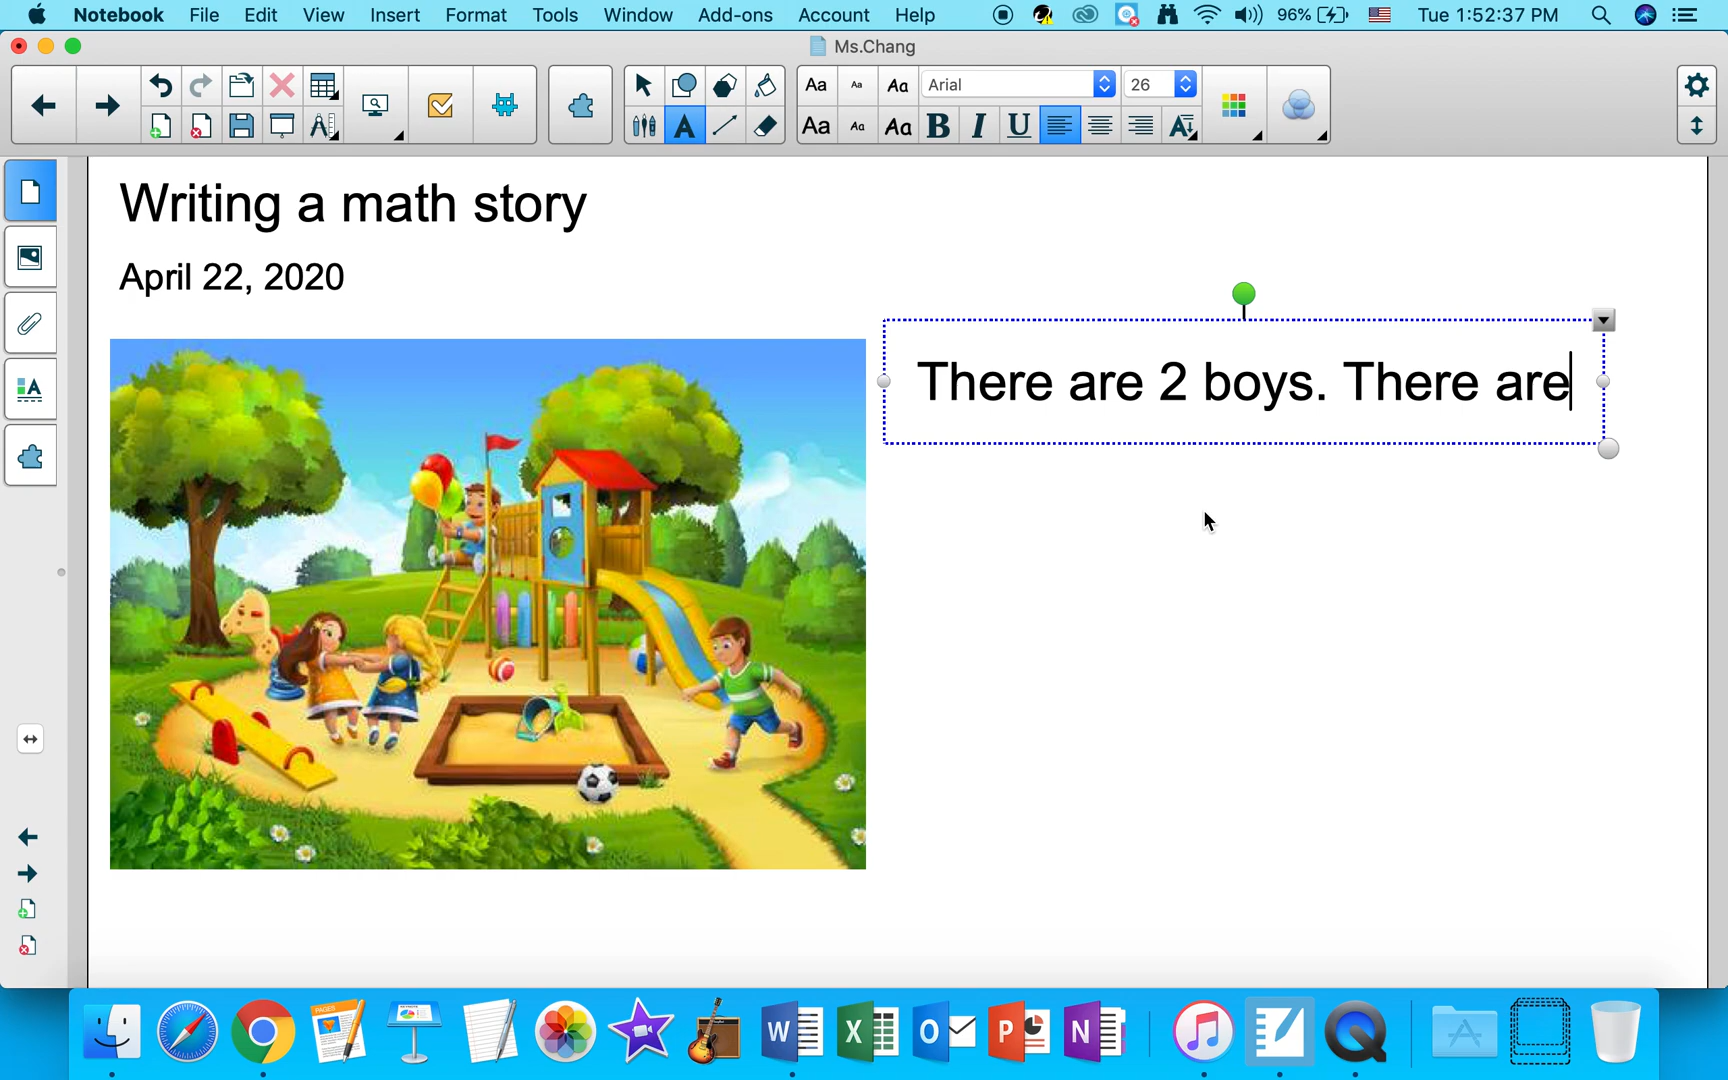 Notebook File Edit View Insert Format Tools Window Add-ons Account Help 96% Tue 1:52:37 PM
Ms.Chang
Aa Aa Aa Arial 26
A Aa Aa Aa B I U A
Writing a math story
April 22, 2020
There are 2 boys. There are
A
PAGES W X O P N